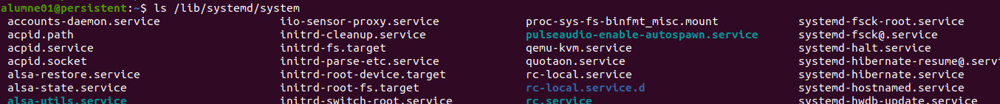 alumne01@persistent:~$ ls /lib/systemd/system
accounts-daemon.service iio-sensor-proxy.service proc-sys-fs-binfmt_misc.mount systemd-fsck-root.service
acpid.path initrd-cleanup.service pulseaudio-enable-autospawn.service systemd-fsck@.service
acpid.service initrd-fs.target qemu-kvm.service systemd-halt.service
acpid.socket initrd-parse-etc.service quotaon.service systemd-hibernate-resume@.servi
alsa-restore.service initrd-root-device.target rc-local.service systemd-hibernate.service
alsa-state.service initrd-root-fs.target rc-local.service.d systemd-hostnamed.service
alsa-utils.service initrd-switch-root.service rc.service systemd-hwdb-update.service